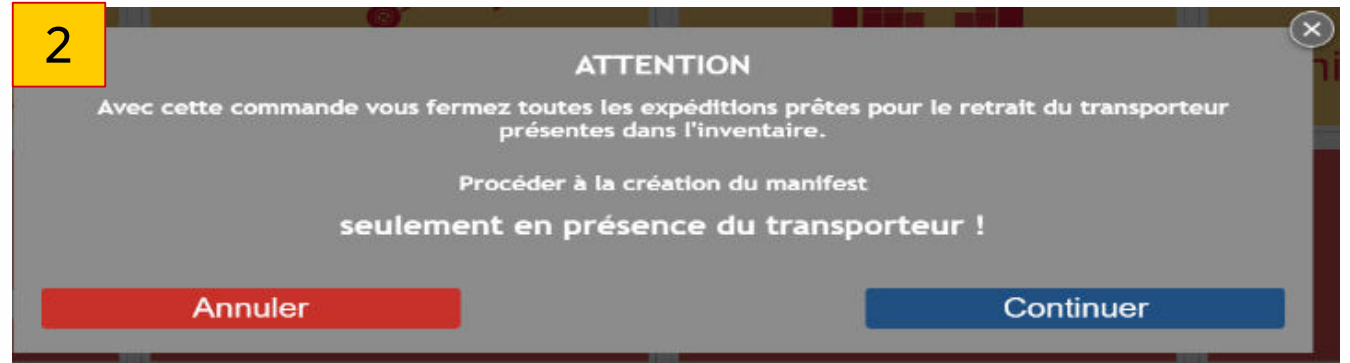 2
ATTENTION
Avec cette commande vous fermez toutes les expéditions prêtes pour le retrait du transporteur
présentes dans l'inventaire.
Procéder à la création du manifest
seulement en présence du transporteur !
Annuler
Continuer